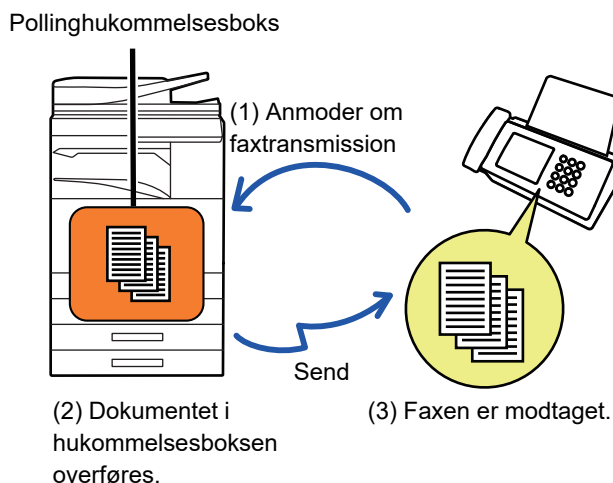 Pollinghukommelsesboks
(1) Anmoder om
faxtransmission
Send
(2) Dokumentet i
hukommelsesboksen
overføres.
(3) Faxen er modtaget.